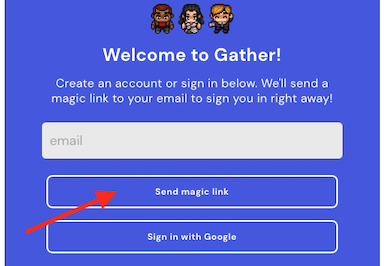 Welcome to Gather!
Create an account or sign in below. We'll send a
magic link to your email to sign you in right away!
email
Send magic link
Sign in with Google